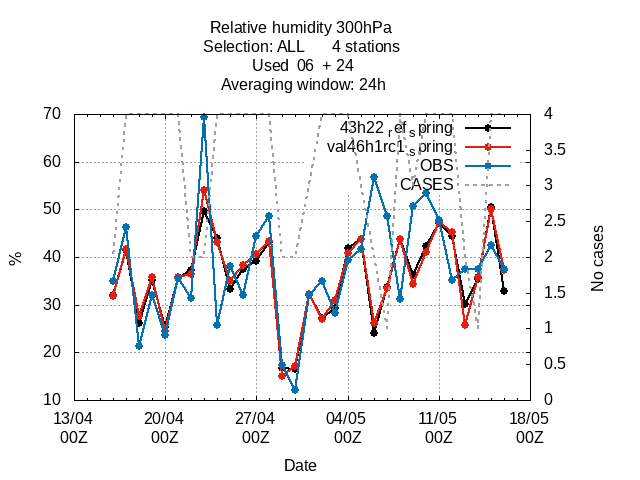 Relative humidity 300hPa
Selection: ALL 4 stations
Used 06 + 24
Averaging window: 24h
43h22_ref_spring
val46h1rc1_spring
OBS
CASES
70
60
50
40
30
20
10
%
4
3.5
3
2.5
2
1.5
1
0.5
0
No cases
13/04 20/04 27/04 04/05 11/05 18/05
00Z 00Z 00Z 00Z 00Z 00Z
Date